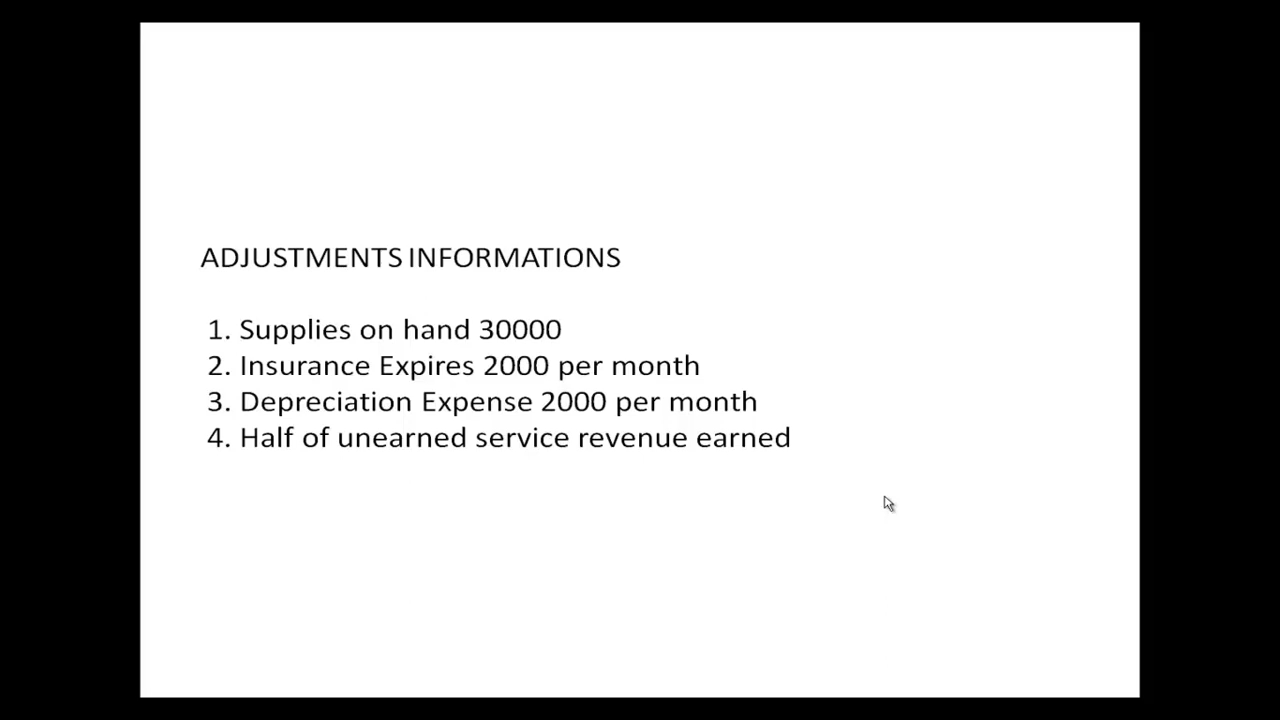 ADJUSTMENTS INFORMATIONS
1. Supplies on hand 30000
2. Insurance Expires 2000 per month
3. Depreciation Expense 2000 per month
4. Half of unearned service revenue earned